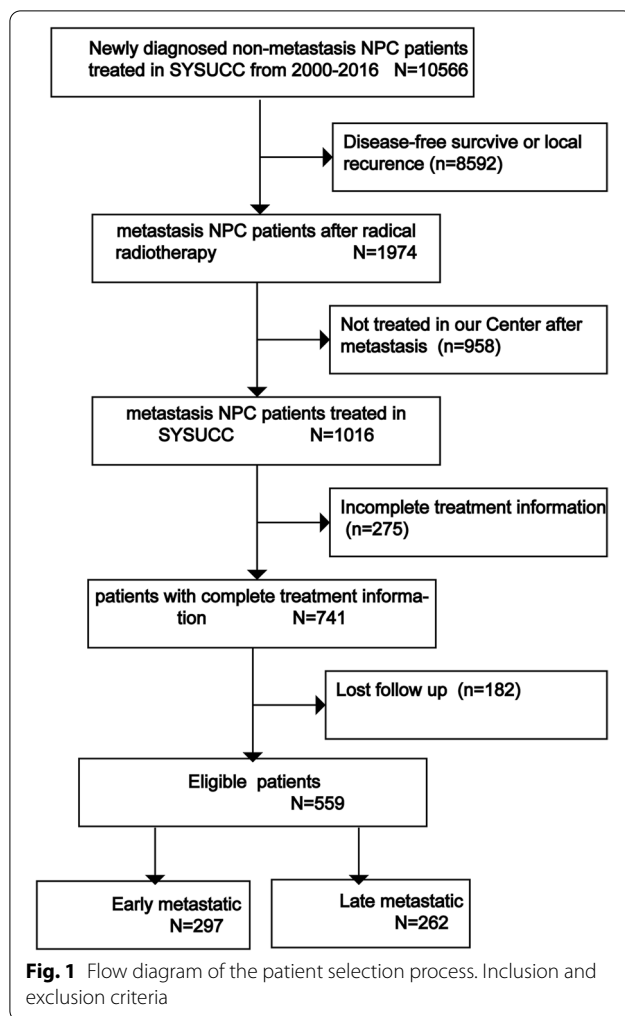 Newly diagnosed non-metastasis NPC patients
treated in SYSUCC from 2000-2016 N=10566
Disease-free surcvive or local
recurence (n=8592)
metastasis NPC patients after radical
radiotherapy N=1974
Not treated in our Center after
metastasis (n=958)
metastasis NPC patients treated in
SYSUCC N=1016
Incomplete treatment information
(n=275)
patients with complete treatment informa-
tion N=741
Lost follow up (n=182)
Eligible patients
N=559
Early metastatic
N=297
Late metastatic
N=262
Fig. 1 Flow diagram of the patient selection process. Inclusion and
exclusion criteria